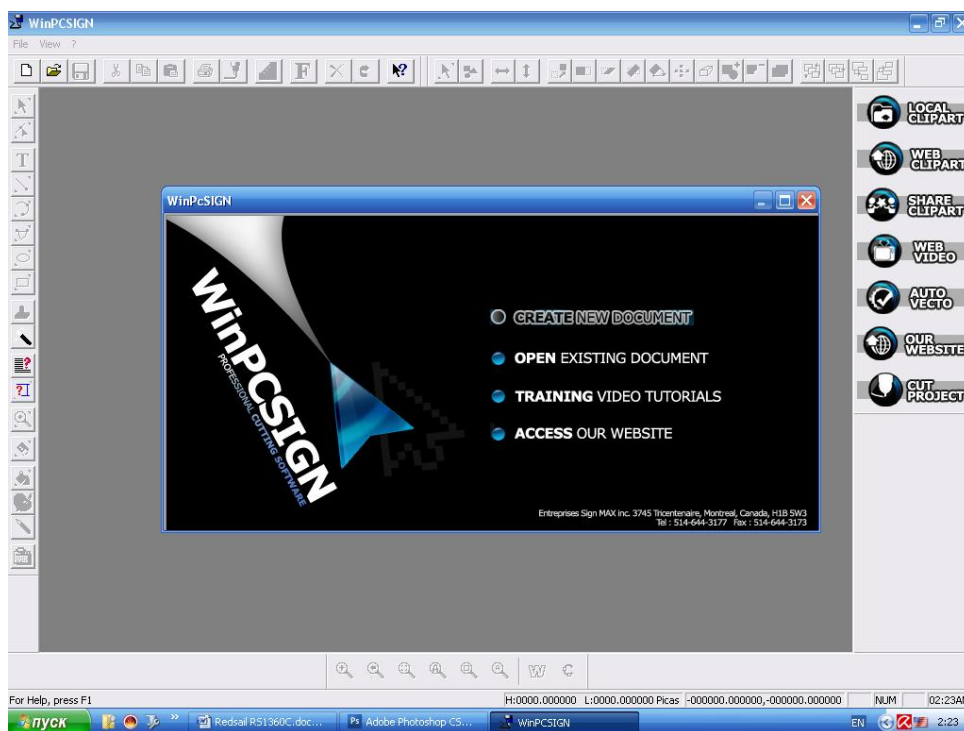 WinPCSIGN
File View ?
LOCAL
CLIPART
WEB
CLIPART
SHARE
CLIPART
WEB
VIDEO
AUTO
VECTO
OUR
WEBSITE
CUT
PROJECT
WinPcSIGN
WinPCSIGN
PROFESSIONAL CUTTING SOFTWARE
CREATE NEW DOCUMENT
OPEN EXISTING DOCUMENT
TRAINING VIDEO TUTORIALS
ACCESS OUR WEBSITE
Entreprises Sign MAX inc. 3745 Tricentenaire, Montreal, Canada, H1B 5W3
Tel : 514-644-3177 Fax : 514-644-3173
For Help, press F1
H:0000.000000 L:0000.000000 Picas -000000.000000,-000000.000000
NUM
02:23AM
пуск
Redsail RS1360C.doc...
Adobe Photoshop CS...
WinPCSIGN
EN
2:23